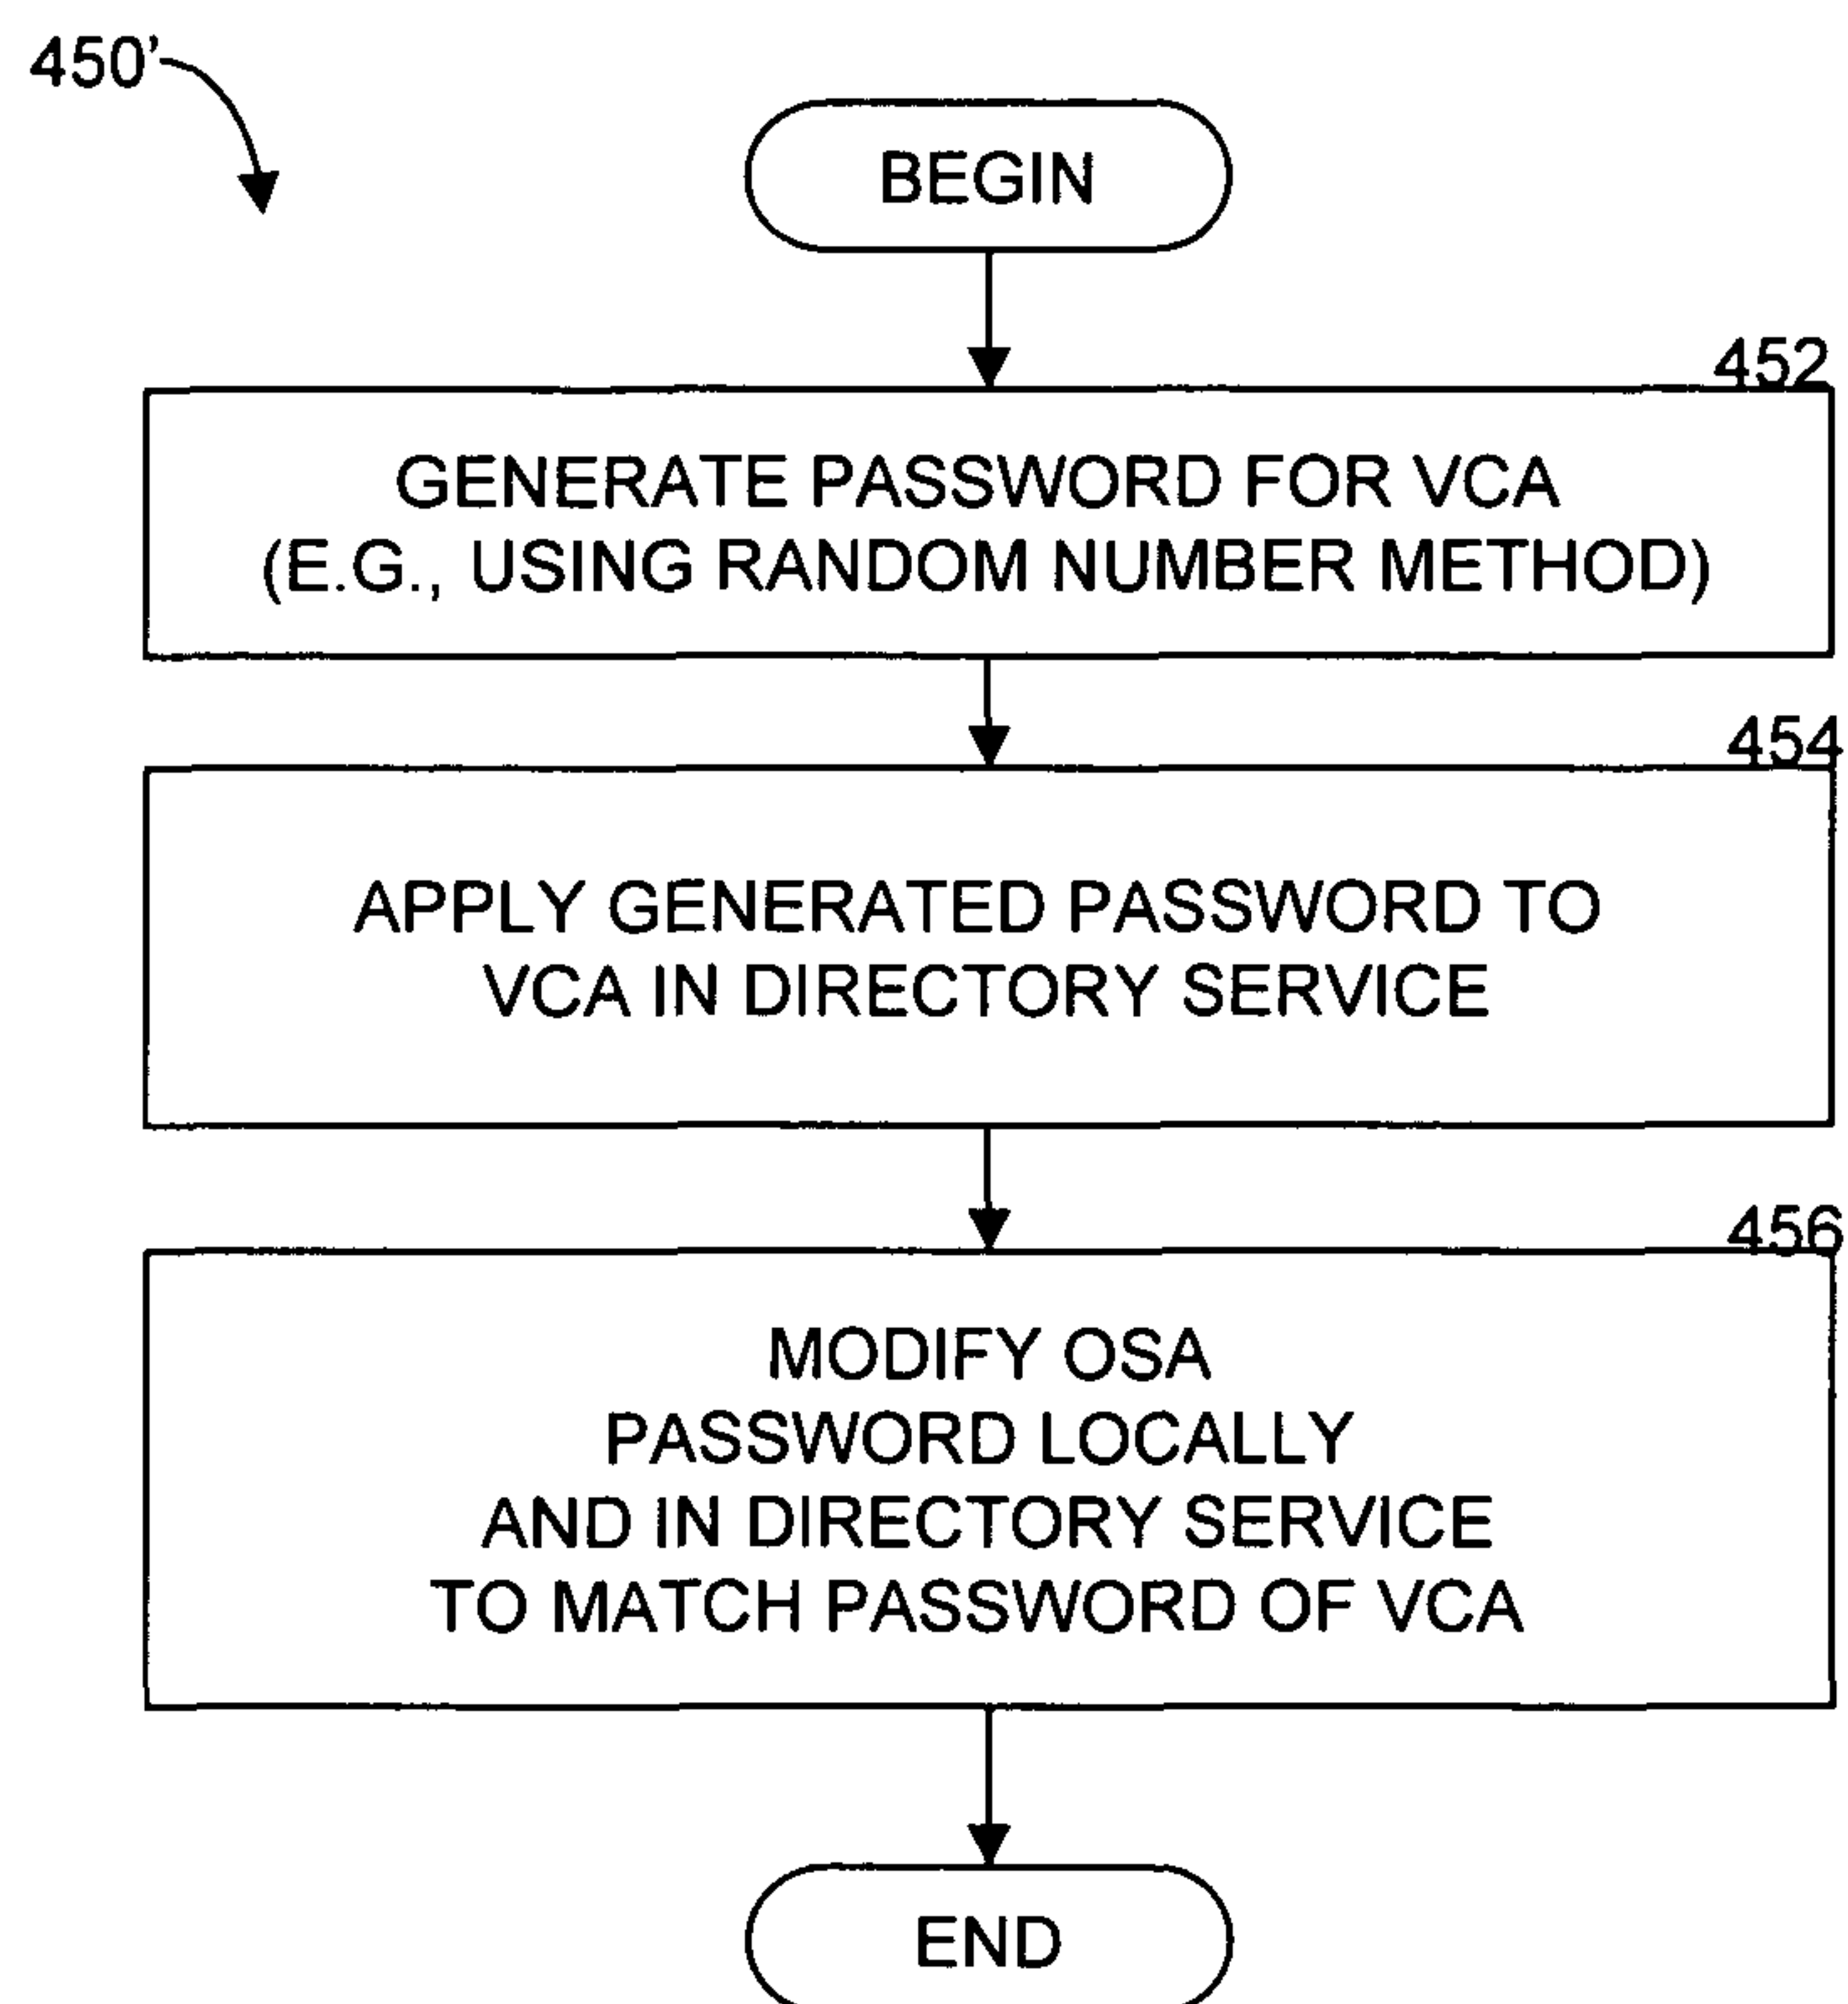 450'
BEGIN
452
GENERATE PASSWORD FOR VCA
(E.G., USING RANDOM NUMBER METHOD)
454
APPLY GENERATED PASSWORD TO
VCA IN DIRECTORY SERVICE
456
MODIFY OSA
PASSWORD LOCALLY
AND IN DIRECTORY SERVICE
TO MATCH PASSWORD OF VCA
END